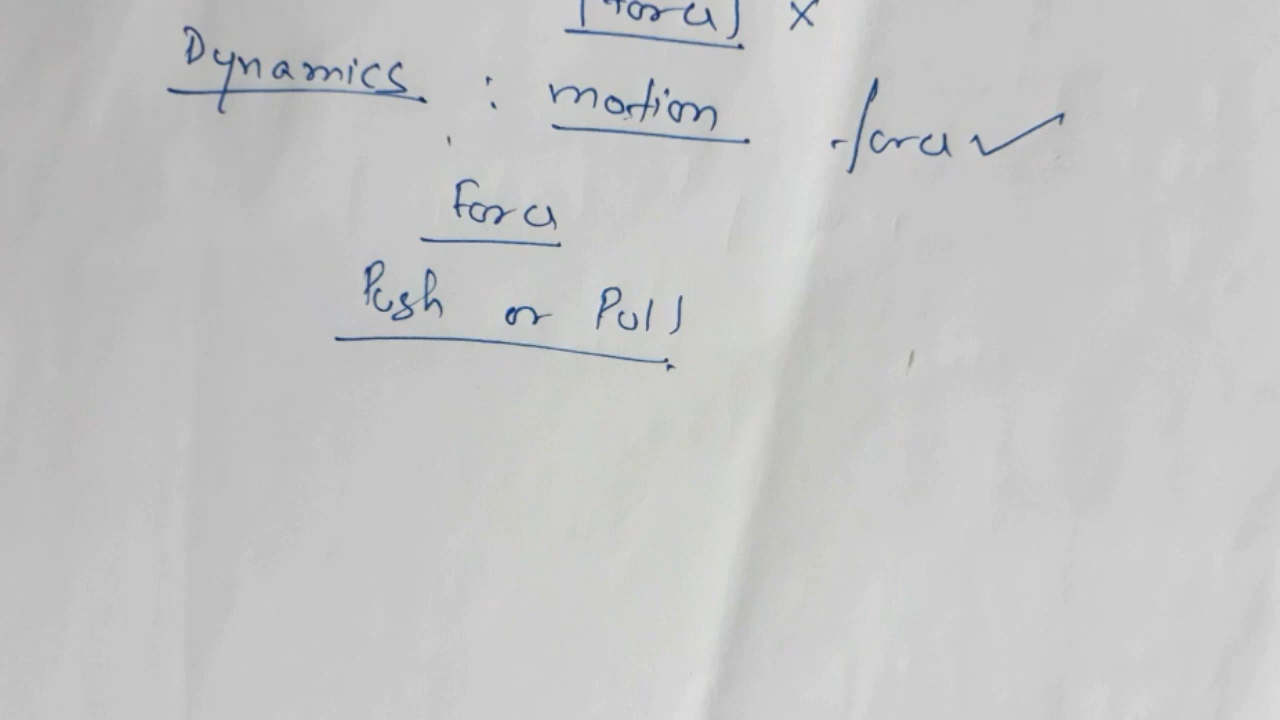 [force] ×
Dynamics : motion force ✓
Force
Push or Pull